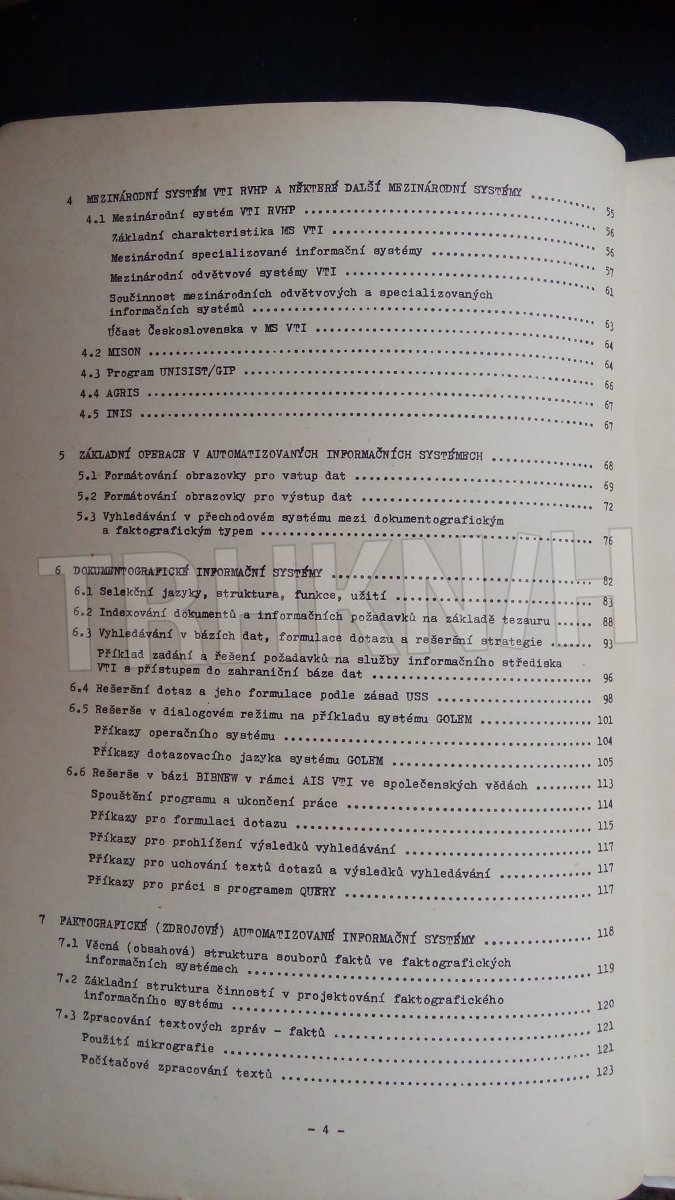 4 MEZINÁRODNÍ SYSTÉM VTI RVHP A NĚKTERÉ DALŠÍ MEZINÁRODNÍ SYSTÉMY .......... 55
4.1 Mezinárodní systém VTI RVHP .......... 56
Základní charakteristika MS VTI .......... 56
Mezinárodní specializované informační systémy .......... 57
Mezinárodní odvětvové systémy VTI .......... 61
Součinnost mezinárodních odvětvových a specializovaných
informačních systémů .......... 63
Účast Československa v MS VTI .......... 64
4.2 MISON .......... 64
4.3 Program UNISIST/GIP .......... 66
4.4 AGRIS .......... 67
4.5 INIS .......... 67
5 ZÁKLADNÍ OPERACE V AUTOMATIZOVANÝCH INFORMAČNÍCH SYSTÉMECH .......... 68
5.1 Formátování obrazovky pro vstup dat .......... 69
5.2 Formátování obrazovky pro výstup dat .......... 72
5.3 Vyhledávání v přechodovém systému mezi dokumentografickým
a faktografickým typem .......... 76
6 DOKUMENTOGRAFICKÉ INFORMAČNÍ SYSTÉMY .......... 82
6.1 Selekční jazyky, struktura, funkce, užití .......... 83
6.2 Indexování dokumentů a informačních požadavků na základě tezauru ...... 88
6.3 Vyhledávání v bázích dat, formulace dotazu a rešeršní strategie ....... 93
Příklad zadání a řešení požadavků na služby informačního střediska
VTI s přístupem do zahraniční báze dat .......... 96
6.4 Rešeršní dotaz a jeho formulace podle zásad USS .......... 98
6.5 Rešerše v dialogovém režimu na příkladu systému GOLEM .......... 101
Příkazy operačního systému .......... 104
Příkazy dotazovacího jazyka systému GOLEM .......... 105
6.6 Rešerše v bázi BIBNEW v rámci AIS VTI ve společenských vědách ......... 113
Spouštění programu a ukončení práce .......... 114
Příkazy pro formulaci dotazu .......... 115
Příkazy pro prohlížení výsledků vyhledávání .......... 117
Příkazy pro uchování textů dotazů a výsledků vyhledávání .......... 117
Příkazy pro práci s programem QUERY .......... 117
7 FAKTOGRAFICKÉ (ZDROJOVÉ) AUTOMATIZOVANÉ INFORMAČNÍ SYSTÉMY .......... 118
7.1 Věcná (obsahová) struktura souborů faktů ve faktografických
informačních systémech .......... 119
7.2 Základní struktura činností v projektování faktografického
informačního systému .......... 120
7.3 Zpracování textových zpráv – faktů .......... 121
Použití mikrografie .......... 121
Počítačové zpracování textů .......... 123
– 4 –
TRHKNIH